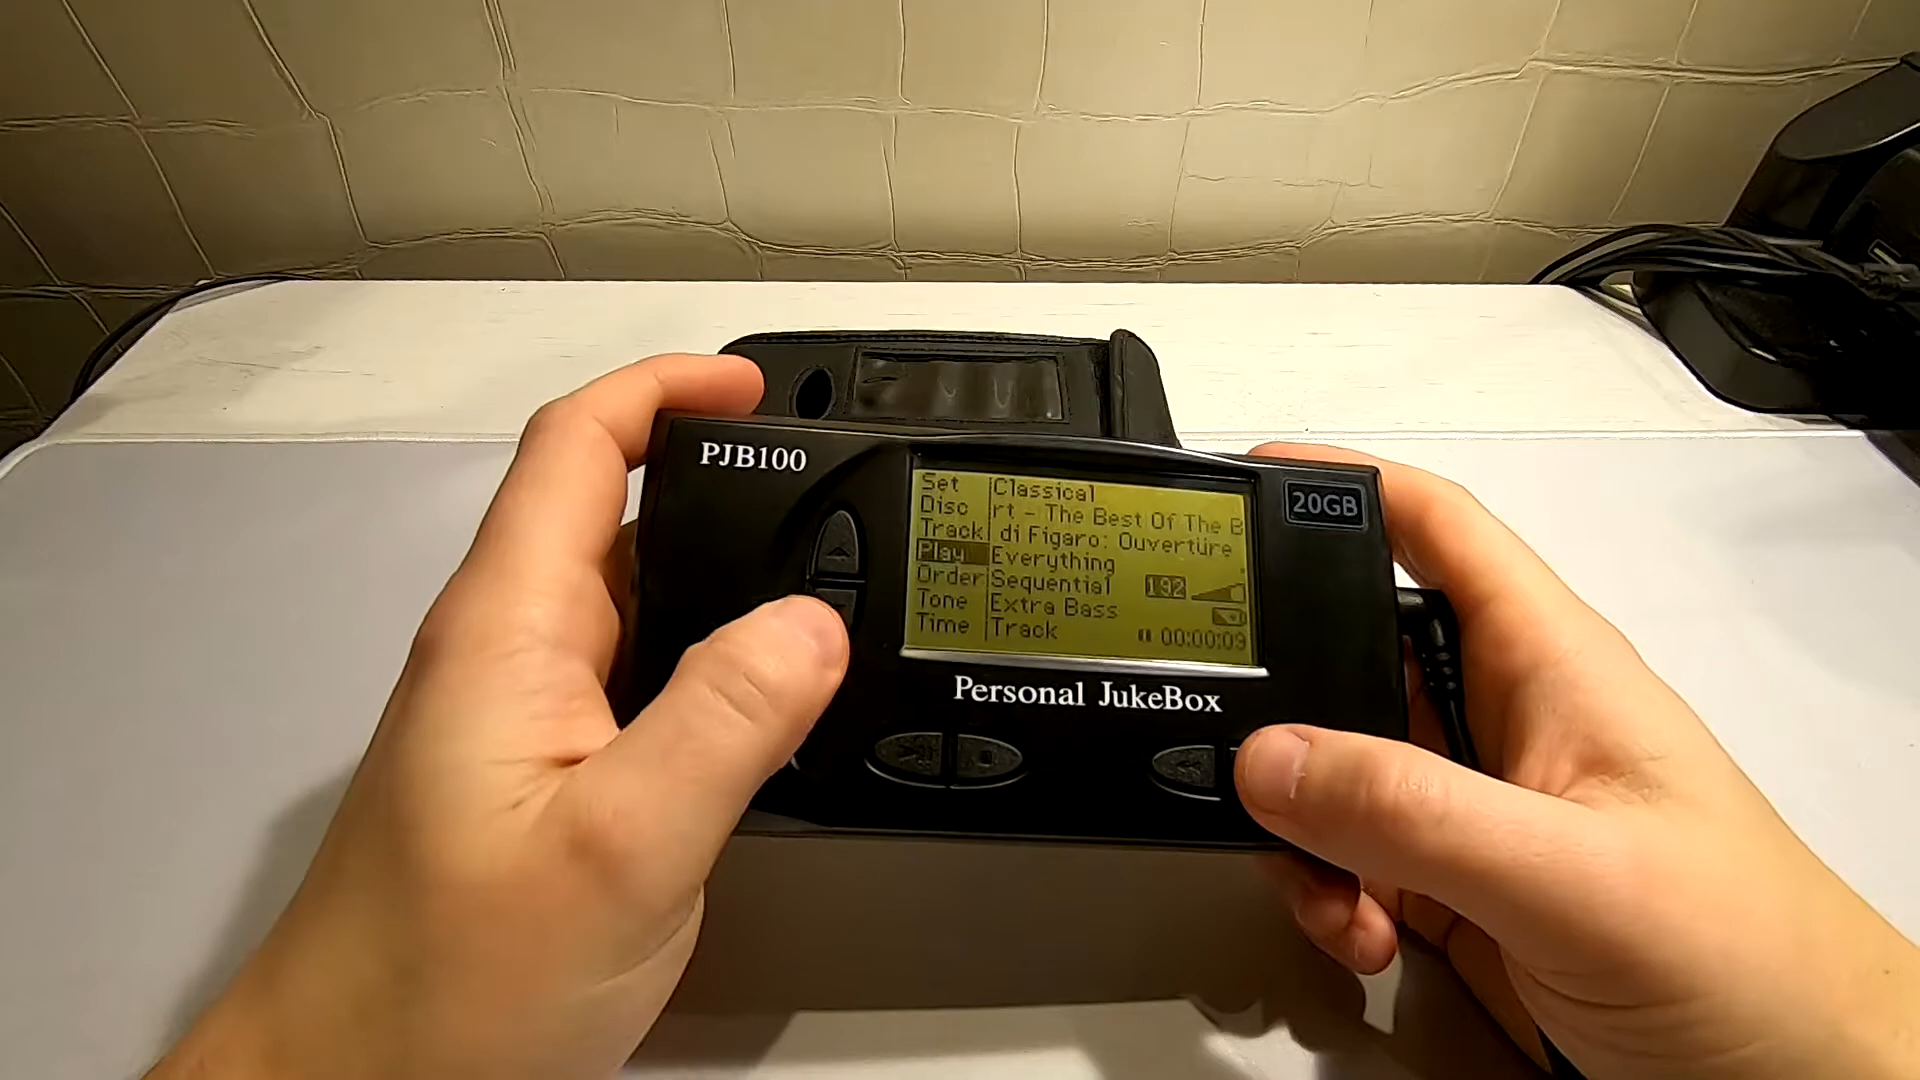 PJB100
20GB
Set Classical
Disc rt - The Best Of The B
Track di Figaro: Ouverture
Play Everything
Order Sequential 192
Tone Extra Bass
Time Track 00:00:09
Personal JukeBox